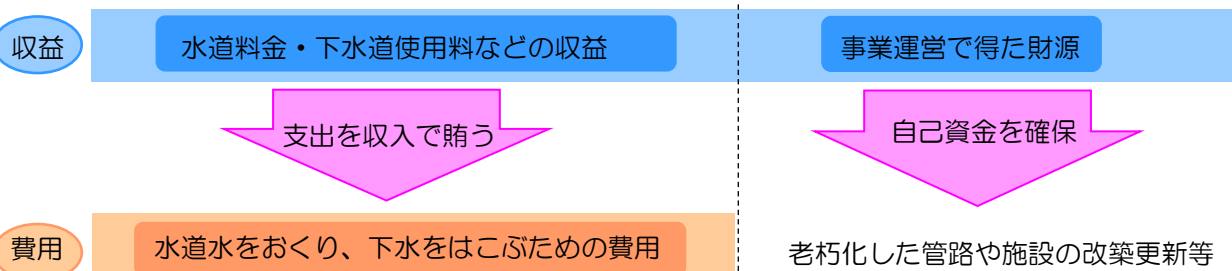 収益
水道料金・下水道使用料などの収益
事業運営で得た財源
支出を収入で賄う
自己資金を確保
費用
水道水をおくり、下水をはこぶための費用
老朽化した管路や施設の改築更新等